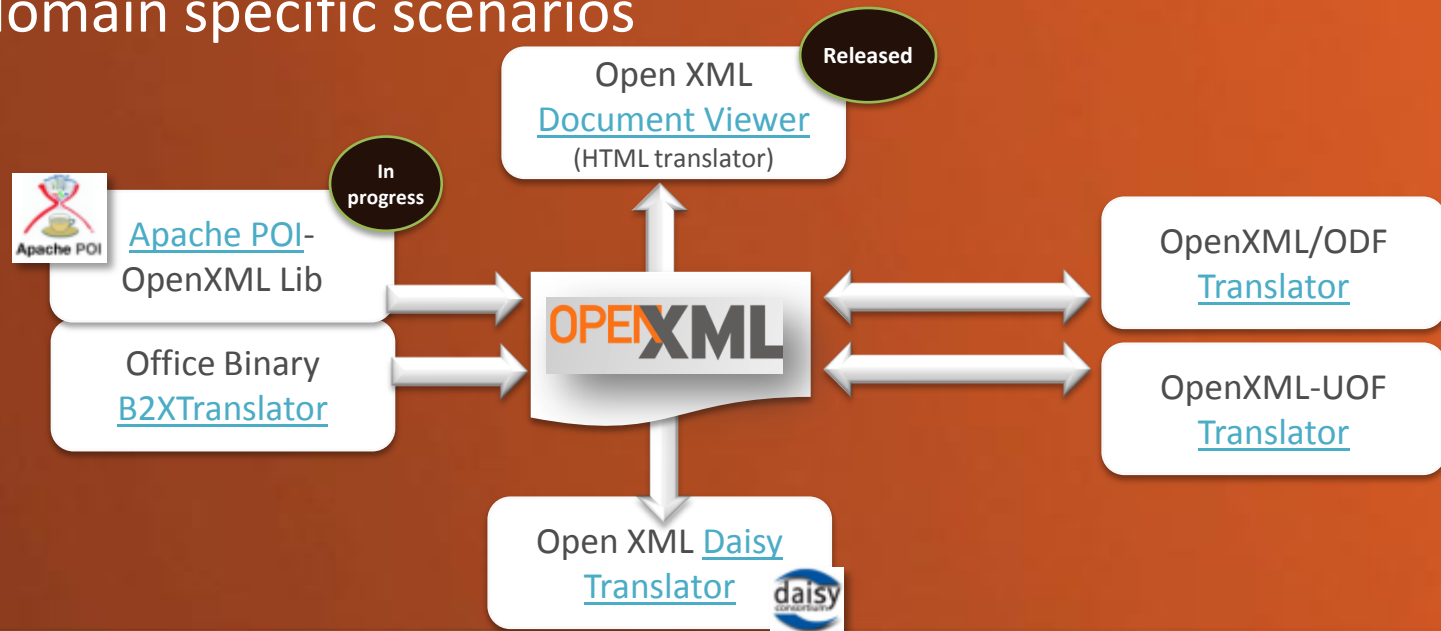 domain specific scenarios
Released
Open XML
Document Viewer
(HTML translator)
In
progress
Apache POI
Apache POI-
OpenXML Lib
Office Binary
B2XTranslator
OPENXML
OpenXML/ODF
Translator
OpenXML-UOF
Translator
Open XML Daisy
Translator
daisy
consortium